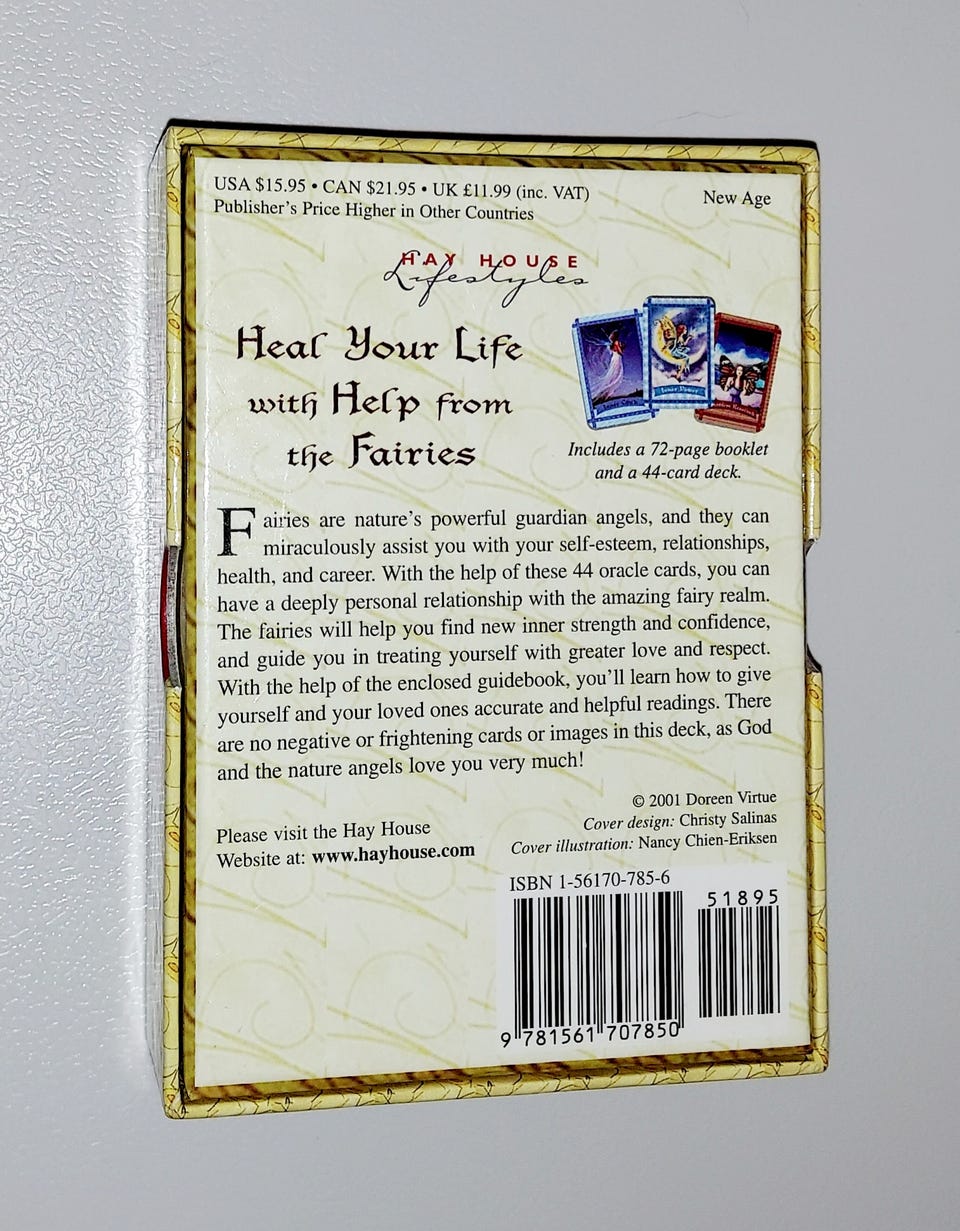 USA $15.95 • CAN $21.95 • UK £11.99 (inc. VAT)
Publisher's Price Higher in Other Countries
New Age
HAY HOUSE
Lifestyles
Heal Your Life
with Help from
the Fairies
Inner Power
Includes a 72-page booklet
and a 44-card deck.
Fairies are nature's powerful guardian angels, and they can
miraculously assist you with your self-esteem, relationships,
health, and career. With the help of these 44 oracle cards, you can
have a deeply personal relationship with the amazing fairy realm.
The fairies will help you find new inner strength and confidence,
and guide you in treating yourself with greater love and respect.
With the help of the enclosed guidebook, you'll learn how to give
yourself and your loved ones accurate and helpful readings. There
are no negative or frightening cards or images in this deck, as God
and the nature angels love you very much!
© 2001 Doreen Virtue
Cover design: Christy Salinas
Cover illustration: Nancy Chien-Eriksen
Please visit the Hay House
Website at: www.hayhouse.com
ISBN 1-56170-785-6
51895
9 781561 707850